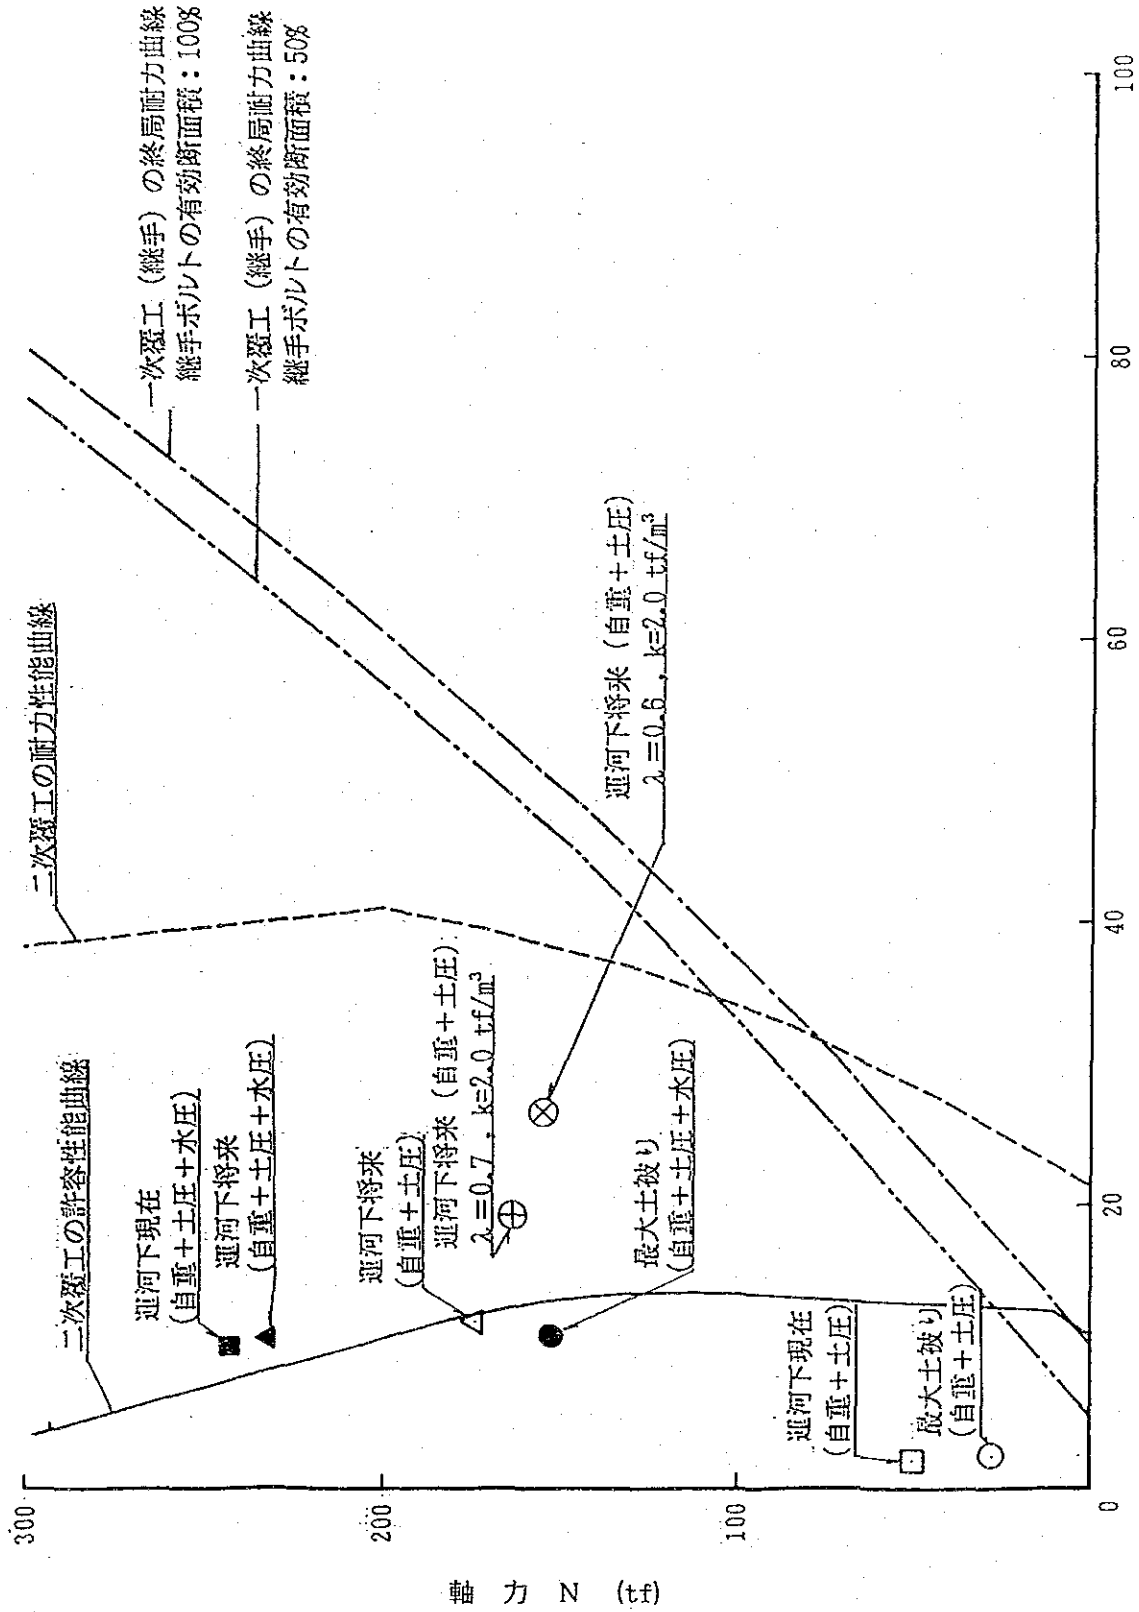 一次覆工(継手)の終局耐力曲線
継手ボルトの有効断面積:100%
一次覆工(継手)の終局耐力曲線
継手ボルトの有効断面積:50%
二次覆工の耐力性能曲線
二次覆工の許容性能曲線
運河下現在
(自重+土圧+水圧)
運河下将来
(自重+土圧+水圧)
運河下将来
(自重+土圧)
運河下将来(自重+土圧)
λ=0.7, k=2.0 tf/m³
運河下将来(自重+土圧)
λ=0.6, k=2.0 tf/m³
最大土被り
(自重+土圧+水圧)
運河下現在
(自重+土圧)
最大土被り
(自重+土圧)
300
200
100
0
20
40
60
80
100
軸 力 N (tf)